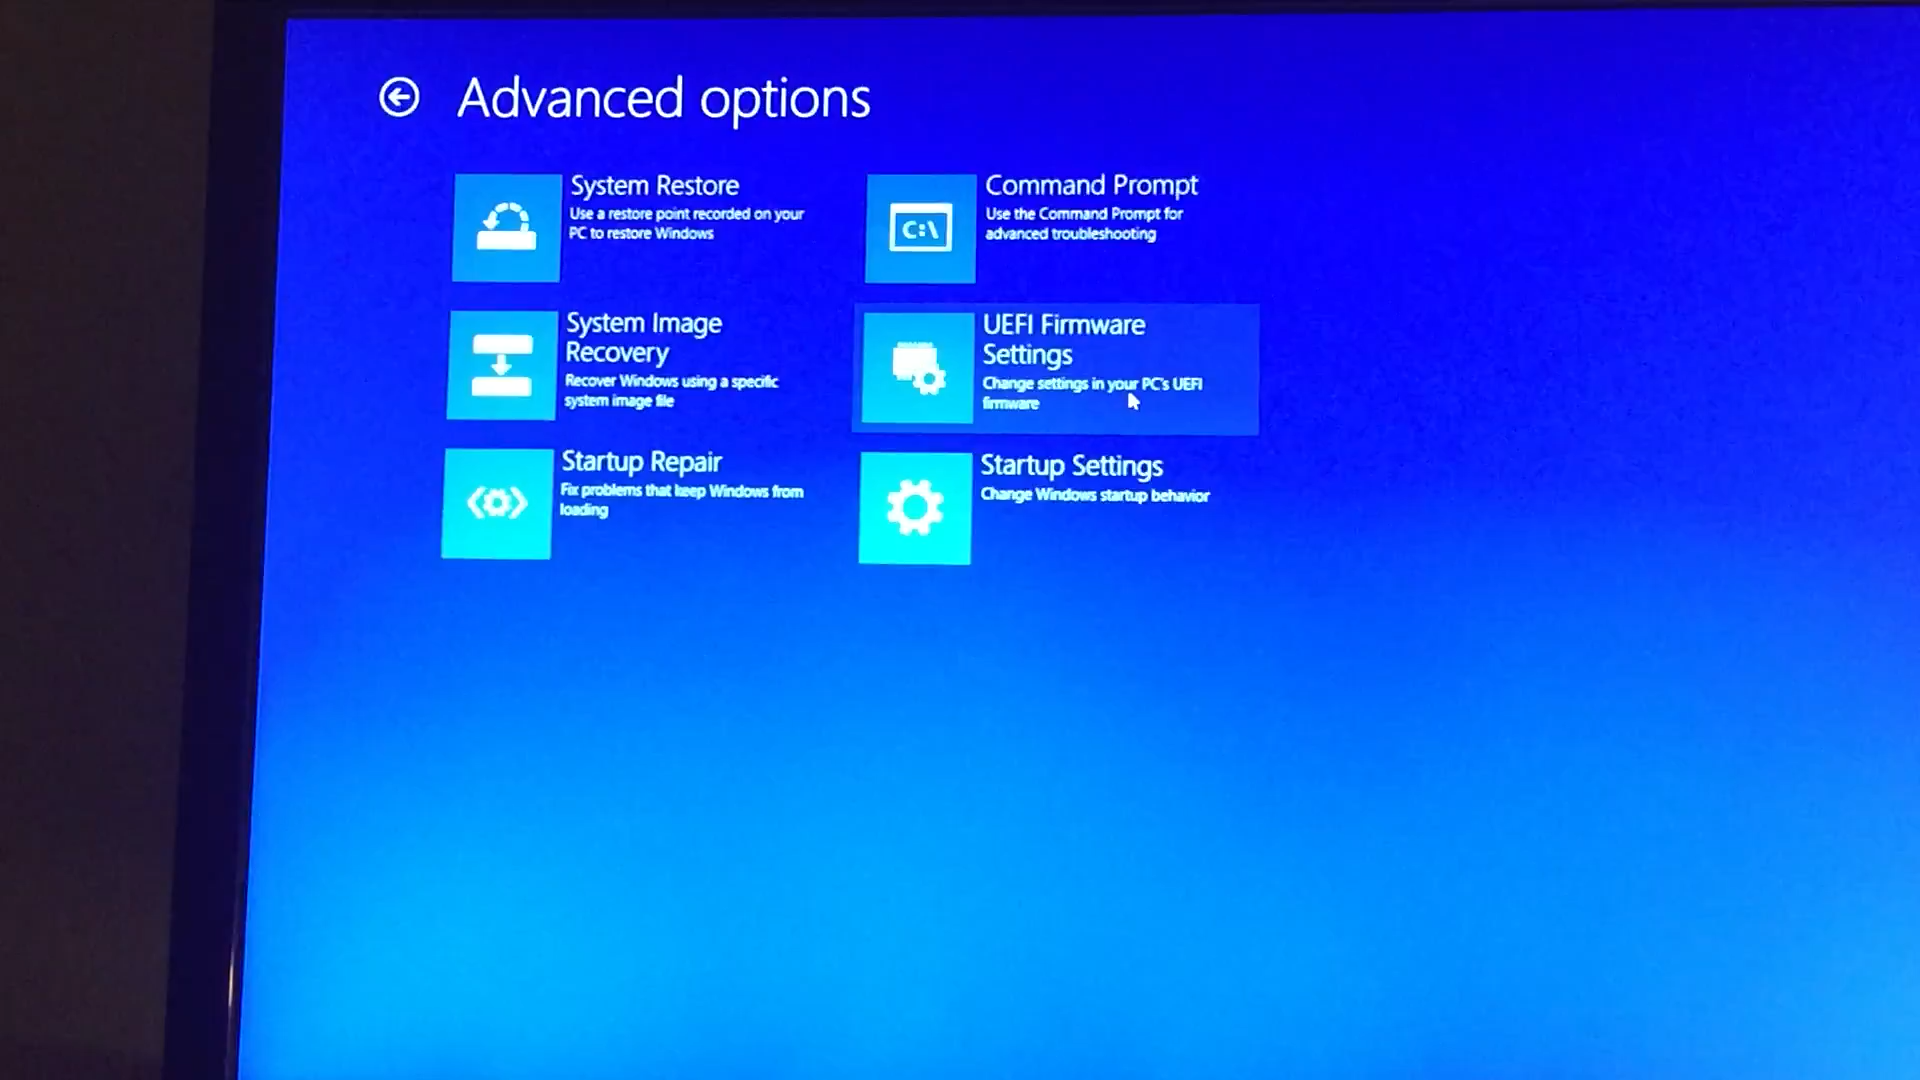 Advanced options
System Restore
Use a restore point recorded on your
PC to restore Windows
Command Prompt
Use the Command Prompt for
advanced troubleshooting
C:\
System Image
Recovery
Recover Windows using a specific
system image file
UEFI Firmware
Settings
Change settings in your PC's UEFI
firmware
Startup Repair
Fix problems that keep Windows from
loading
Startup Settings
Change Windows startup behavior